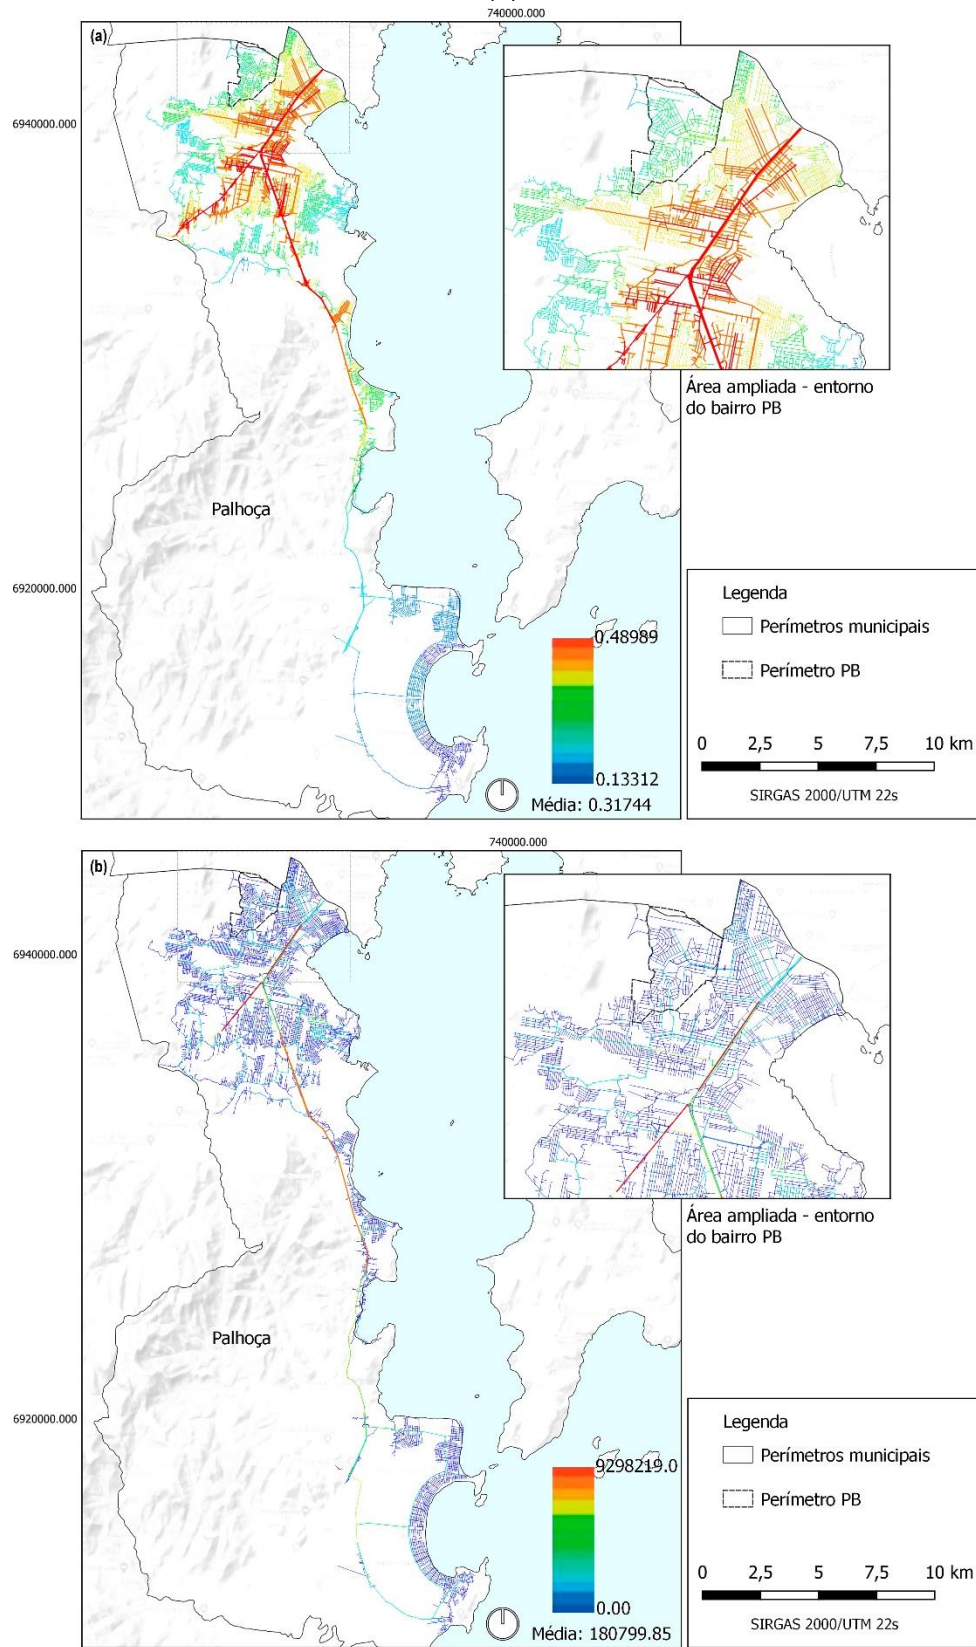 740000.000
(a)
6940000.000
Área ampliada - entorno
do bairro PB
Palhoça
6920000.000
0.48989
0.13312
Média: 0.31744
Legenda
Perímetros municipais
Perímetro PB
0 2,5 5 7,5 10 km
SIRGAS 2000/UTM 22s
740000.000
(b)
6940000.000
Área ampliada - entorno
do bairro PB
Palhoça
6920000.000
9298219.0
0.00
Média: 180799.85
Legenda
Perímetros municipais
Perímetro PB
0 2,5 5 7,5 10 km
SIRGAS 2000/UTM 22s